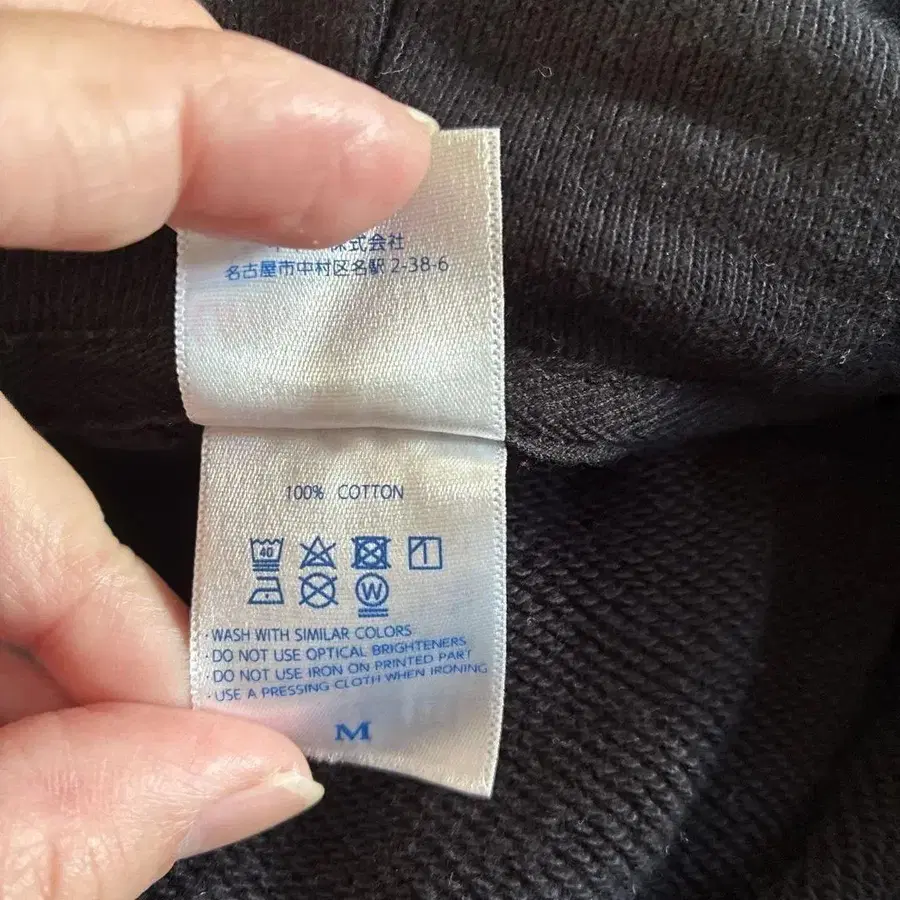 株式会社
名古屋市中村区名駅 2-38-6
100% COTTON
40
W
· WASH WITH SIMILAR COLORS
· DO NOT USE OPTICAL BRIGHTENERS
· DO NOT USE IRON ON PRINTED PART
· USE A PRESSING CLOTH WHEN IRONING
M